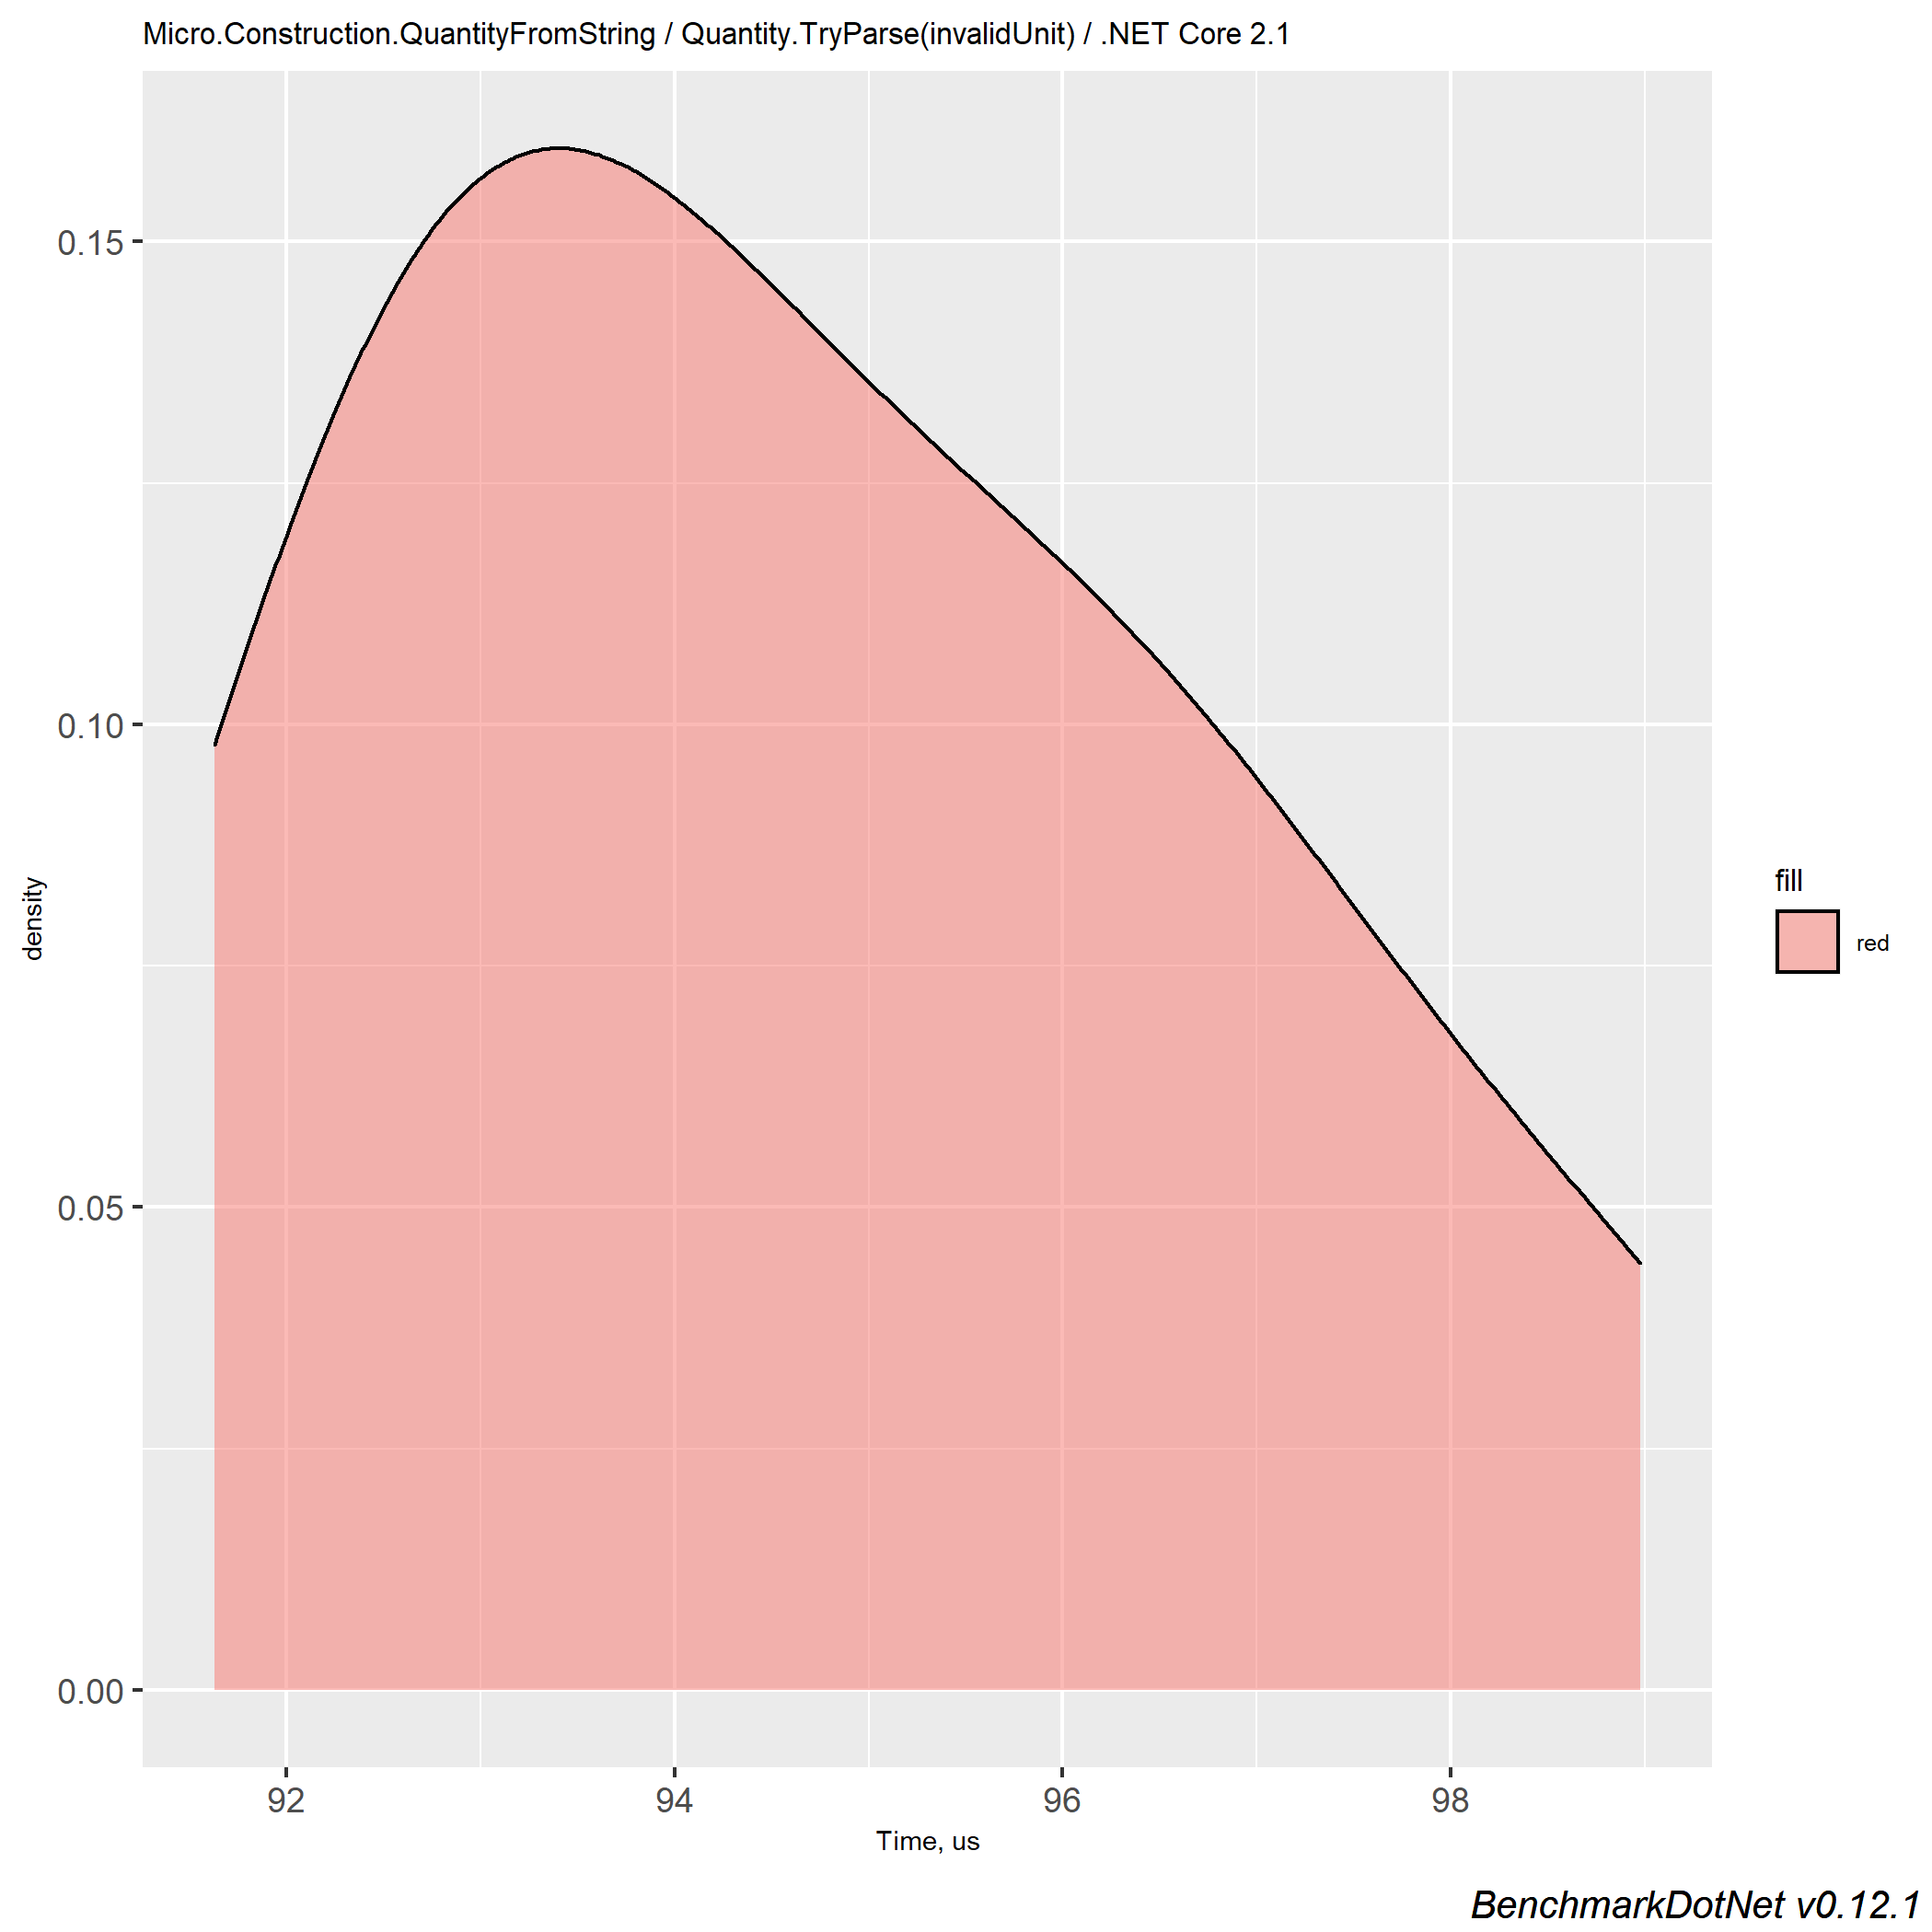 Micro.Construction.QuantityFromString / Quantity.TryParse(invalidUnit) / .NET Core 2.1
0.15
0.10
0.05
0.00
density
92 94 96 98
Time, us
fill
red
BenchmarkDotNet v0.12.1